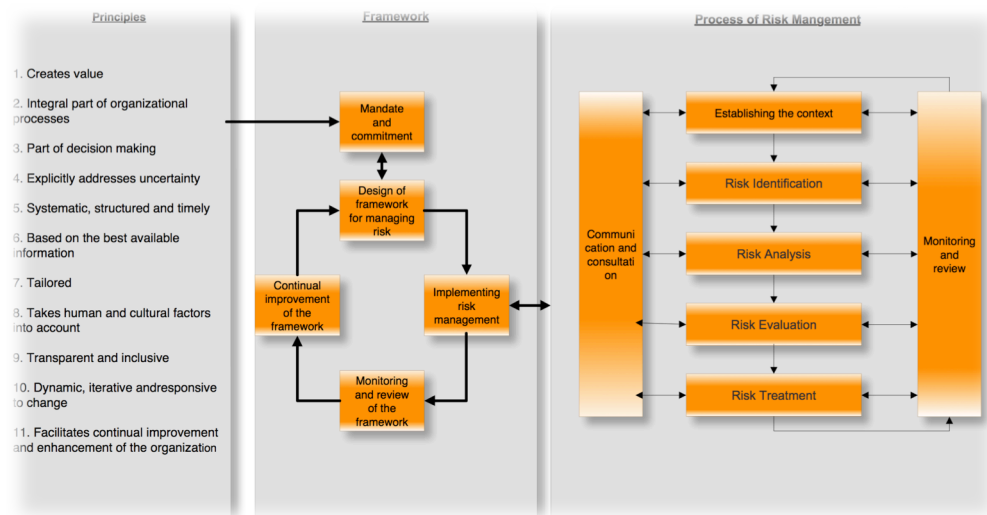 Principles
1. Creates value
2. Integral part of organizational
processes
3. Part of decision making
4. Explicitly addresses uncertainty
5. Systematic, structured and timely
6. Based on the best available
information
7. Tailored
8. Takes human and cultural factors
into account
9. Transparent and inclusive
10. Dynamic, iterative andresponsive
to change
11. Facilitates continual improvement
and enhancement of the organization
Framework
Mandate
and
commitment
Design of
framework
for managing
risk
Continual
improvement
of the
framework
Implementing
risk
management
Monitoring
and review
of the
framework
Process of Risk Mangement
Communi
cation and
consultati
on
Establishing the context
Risk Identification
Risk Analysis
Risk Evaluation
Risk Treatment
Monitoring
and
review